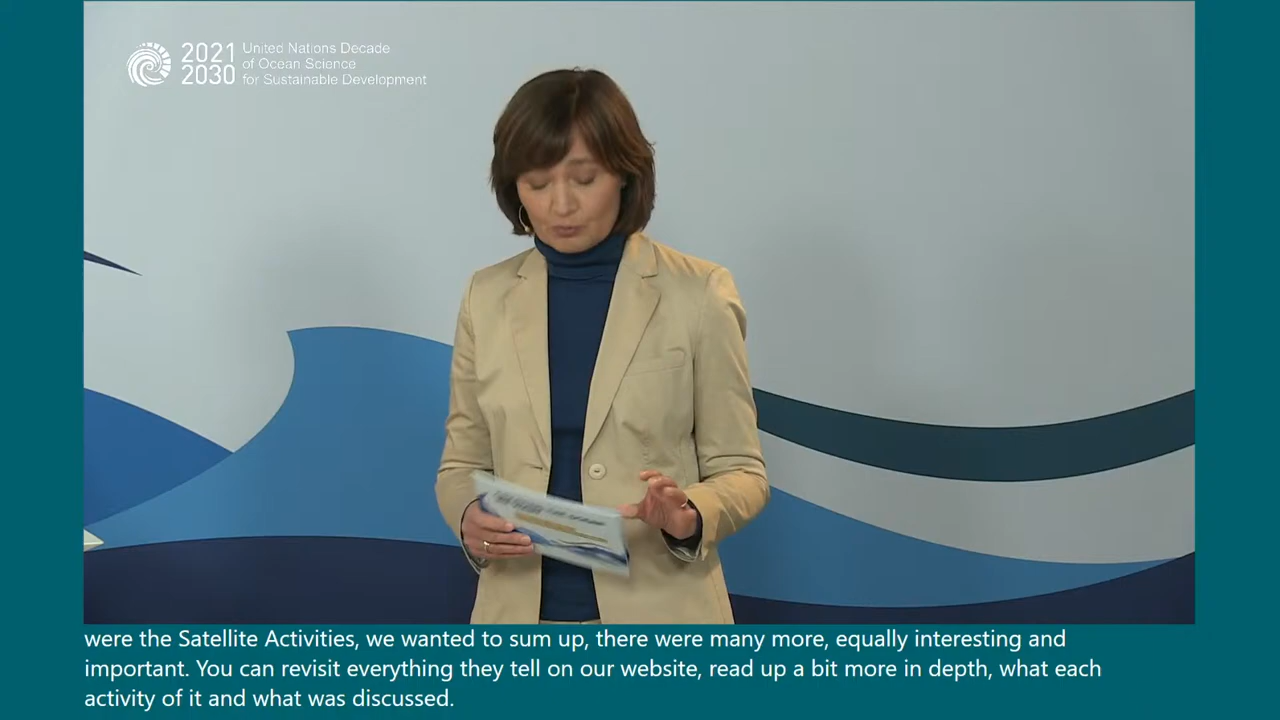 2021
2030
United Nations Decade
of Ocean Science
for Sustainable Development
were the Satellite Activities, we wanted to sum up, there were many more, equally interesting and
important. You can revisit everything they tell on our website, read up a bit more in depth, what each
activity of it and what was discussed.